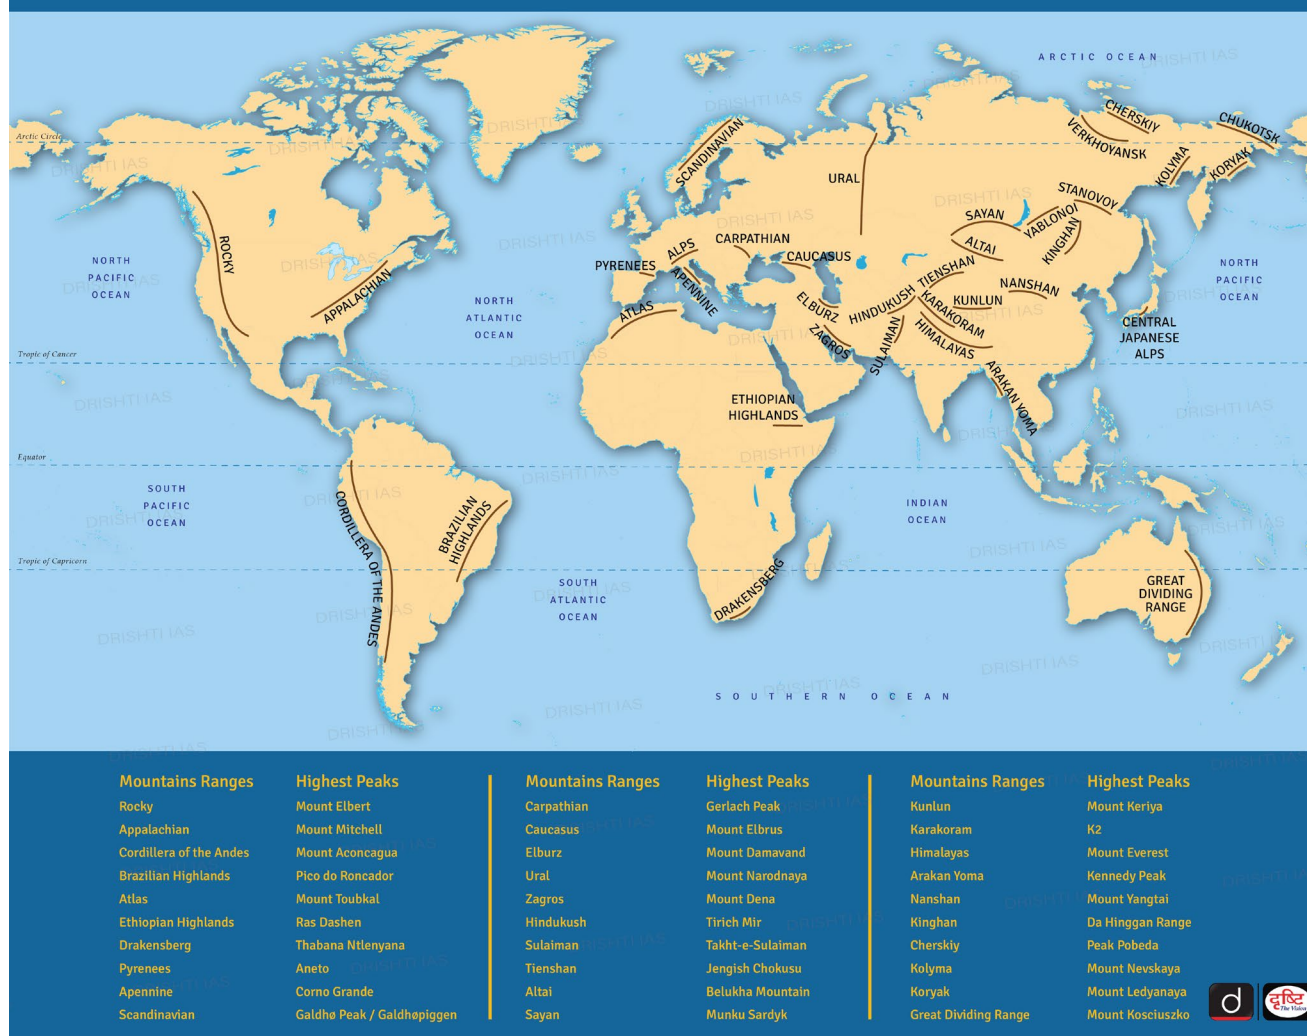 ARCTIC OCEAN
Arctic Circle
CHERSKIY
VERKHOYANSK
CHUKOTSK
KOLYMA
KORYAK
SCANDINAVIAN
URAL
STANOVOY
SAYAN
YABLONOI
KINGHAN
ALTAI
ROCKY
APPALACHIAN
CARPATHIAN
ALPS
CAUCASUS
PYRENEES
APENNINE
ATLAS
ELBURZ
ZAGROS
HINDUKUSH
TIENSHAN
KARAKORAM
KUNLUN
NANSHAN
SULAIMAN
HIMALAYAS
ARAKAN YOMA
CENTRAL
JAPANESE
ALPS
NORTH
PACIFIC
OCEAN
NORTH
ATLANTIC
OCEAN
NORTH
PACIFIC
OCEAN
Tropic of Cancer
ETHIOPIAN
HIGHLANDS
Equator
SOUTH
PACIFIC
OCEAN
CORDILLERA OF THE ANDES
BRAZILIAN
HIGHLANDS
INDIAN
OCEAN
Tropic of Capricorn
SOUTH
ATLANTIC
OCEAN
DRAKENSBERG
GREAT
DIVIDING
RANGE
SOUTHERN OCEAN
DRISHTI IAS
Mountains Ranges Highest Peaks
Rocky Mount Elbert
Appalachian Mount Mitchell
Cordillera of the Andes Mount Aconcagua
Brazilian Highlands Pico do Roncador
Atlas Mount Toubkal
Ethiopian Highlands Ras Dashen
Drakensberg Thabana Ntlenyana
Pyrenees Aneto
Apennine Corno Grande
Scandinavian Galdhø Peak / Galdhøpiggen
Mountains Ranges Highest Peaks
Carpathian Gerlach Peak
Caucasus Mount Elbrus
Elburz Mount Damavand
Ural Mount Narodnaya
Zagros Mount Dena
Hindukush Tirich Mir
Sulaiman Takht-e-Sulaiman
Tienshan Jengish Chokusu
Altai Belukha Mountain
Sayan Munku Sardyk
Mountains Ranges Highest Peaks
Kunlun Mount Keriya
Karakoram K2
Himalayas Mount Everest
Arakan Yoma Kennedy Peak
Nanshan Mount Yangtai
Kinghan Da Hinggan Range
Cherskiy Peak Pobeda
Kolyma Mount Nevskaya
Koryak Mount Ledyanaya
Great Dividing Range Mount Kosciuszko
d
दृष्टि
The Vision